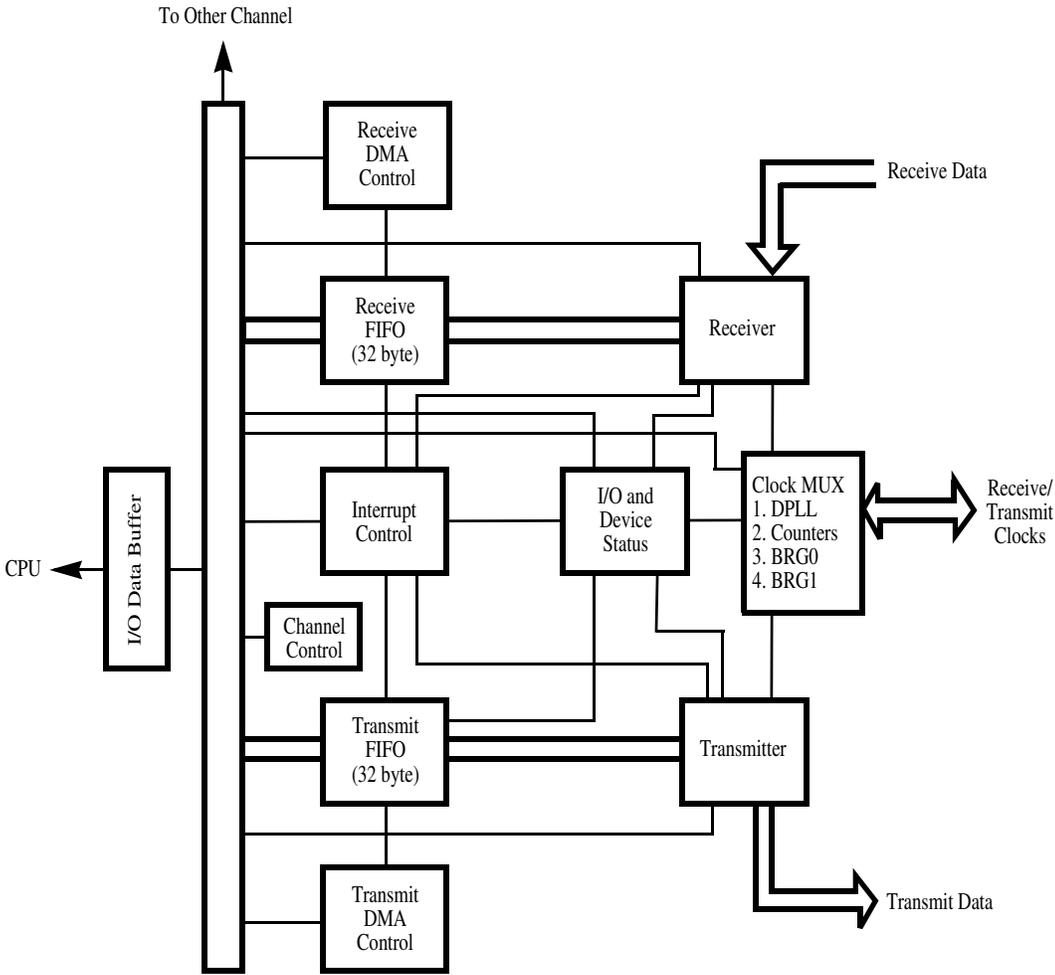 To Other Channel
Receive
DMA
Control
Receive Data
Receive
FIFO
(32 byte)
Receiver
I/O Data Buffer
CPU
Interrupt
Control
I/O and
Device
Status
Clock MUX
1. DPLL
2. Counters
3. BRG0
4. BRG1
Receive/
Transmit
Clocks
Channel
Control
Transmit
FIFO
(32 byte)
Transmitter
Transmit
DMA
Control
Transmit Data